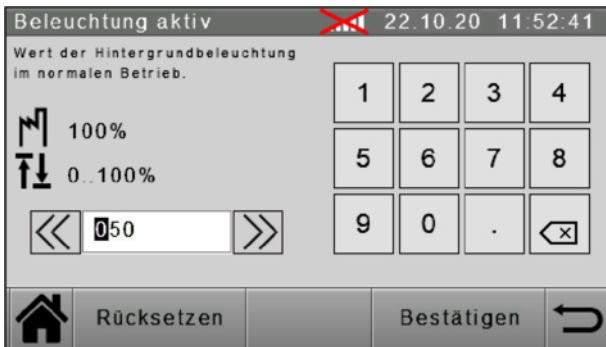 Beleuchtung aktiv 22.10.20 11:52:41
Wert der Hintergrundbeleuchtung
im normalen Betrieb.
100%
0..100%
050
1 2 3 4
5 6 7 8
9 0 .
Rücksetzen Bestätigen